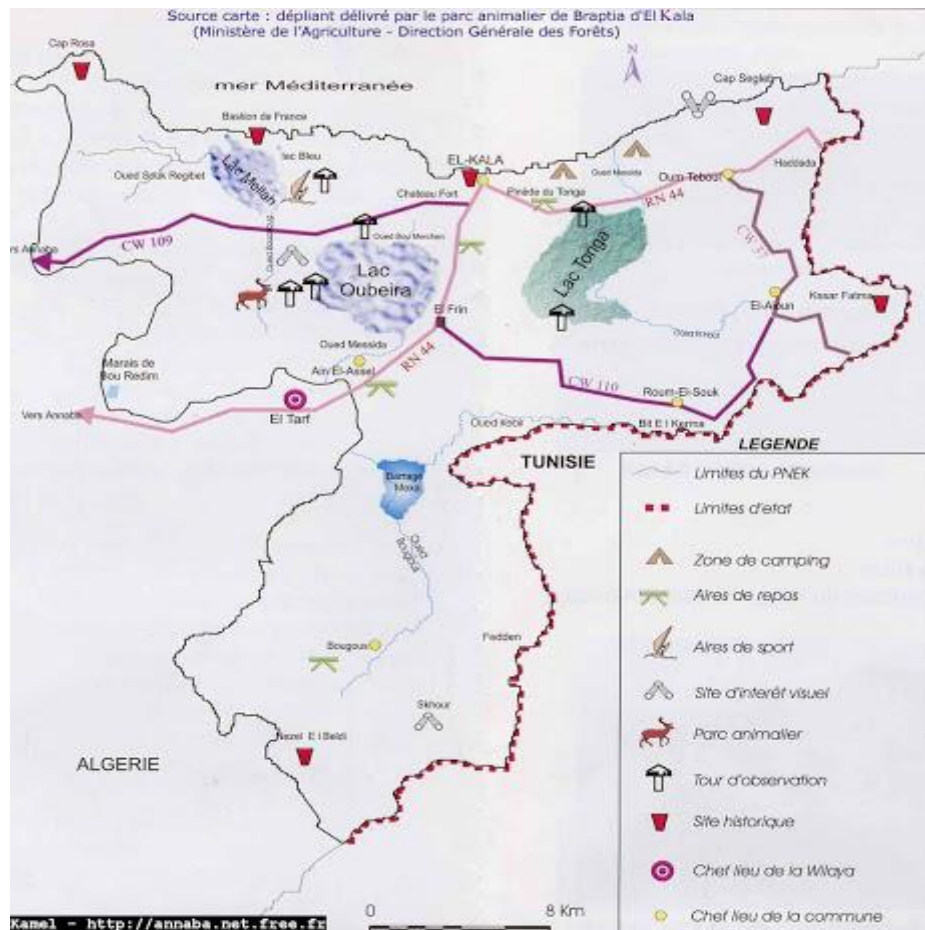 Source carte : dépliant délivré par le parc animalier de Braptia d'El Kala
(Ministère de l'Agriculture - Direction Générale des Forêts)
Cap Rosa
mer Méditerranée
N
Cap Segleb
Bastion de France
lac Bleu
Oued Souk Regibet
Lac Mellah
EL-KALA
Chateau Fort
Pinède du Tonga
Oued Messida
Oum Teboul
Haddada
RN 44
Vers Annaba
CW 109
Oued Bou Merchen
Lac
Oubeira
Lac Tonga
CW 37
El-Aioun
Ksar Fatma
El Frin
Oued Messida
RN 44
Marais de
Bou Redim
Ain El-Assel
CW 110
Roum-El-Souk
Vers Annaba
El Tarf
Oued Kebir
Bit E l Kerma
TUNISIE
Barrage
Mexa
Oued
Bougous
Bougous
Fedden
Skhour
Nezel E l Beldi
ALGERIE
LEGENDE
Limites du PNEK
Limites d'etat
Zone de camping
Aires de repos
Aires de sport
Site d'interêt visuel
Parc animalier
Tour d'observation
Site historique
Chef lieu de la Wilaya
Chef lieu de la commune
0 8 Km
Kamel - http://annaba.net.free.fr